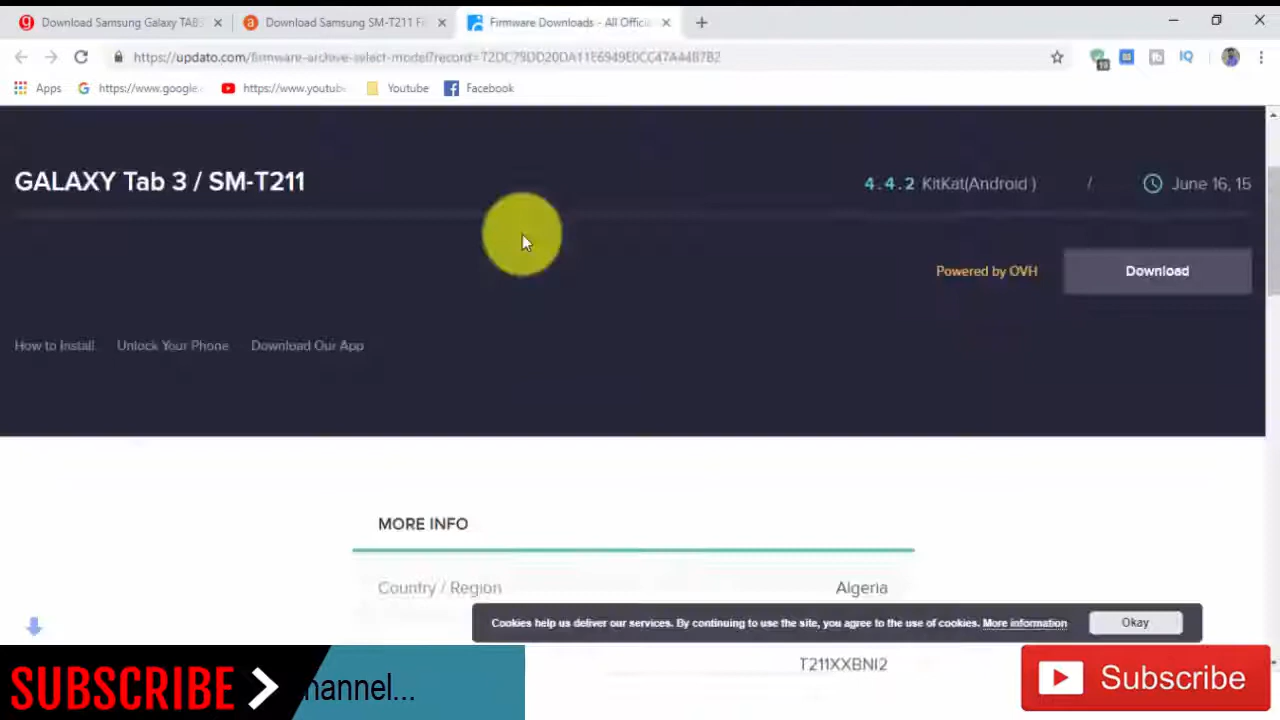 Download Samsung Galaxy TAB3
Download Samsung SM-T211 Fi
Firmware Downloads - All Offici
https://updato.com/firmware-archive-select-model?record=
Apps
https://www.google.
https://www.youtub
Youtube
Facebook
GALAXY Tab 3 / SM-T211
4.4.2 KitKat(Android ) / June 16, 15
Powered by OVH
Download
How to Install
Unlock Your Phone
Download Our App
MORE INFO
Country / Region
Algeria
Cookies help us deliver our services. By continuing to use the site, you agree to the use of cookies. More information
Okay
T211XXBNI2
SUBSCRIBE
hannel...
Subscribe